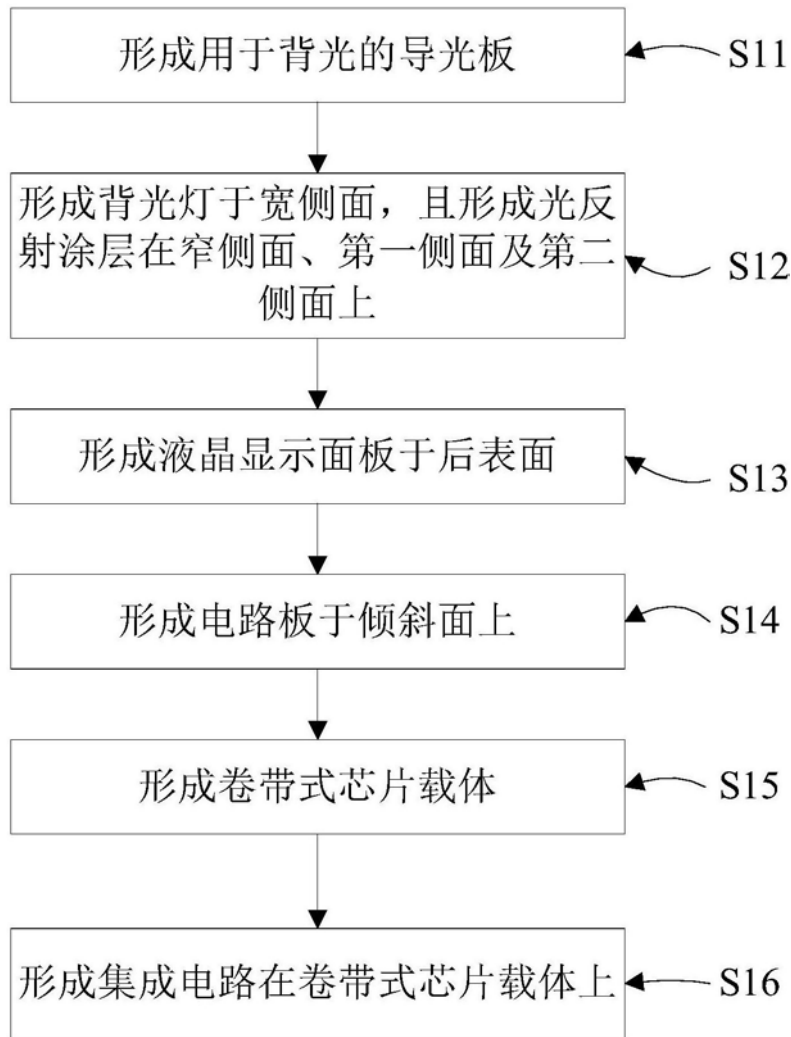 形成用于背光的导光板
S11
形成背光灯于宽侧面，且形成光反
射涂层在窄侧面、第一侧面及第二
侧面上
S12
形成液晶显示面板于后表面
S13
形成电路板于倾斜面上
S14
形成卷带式芯片载体
S15
形成集成电路在卷带式芯片载体上
S16